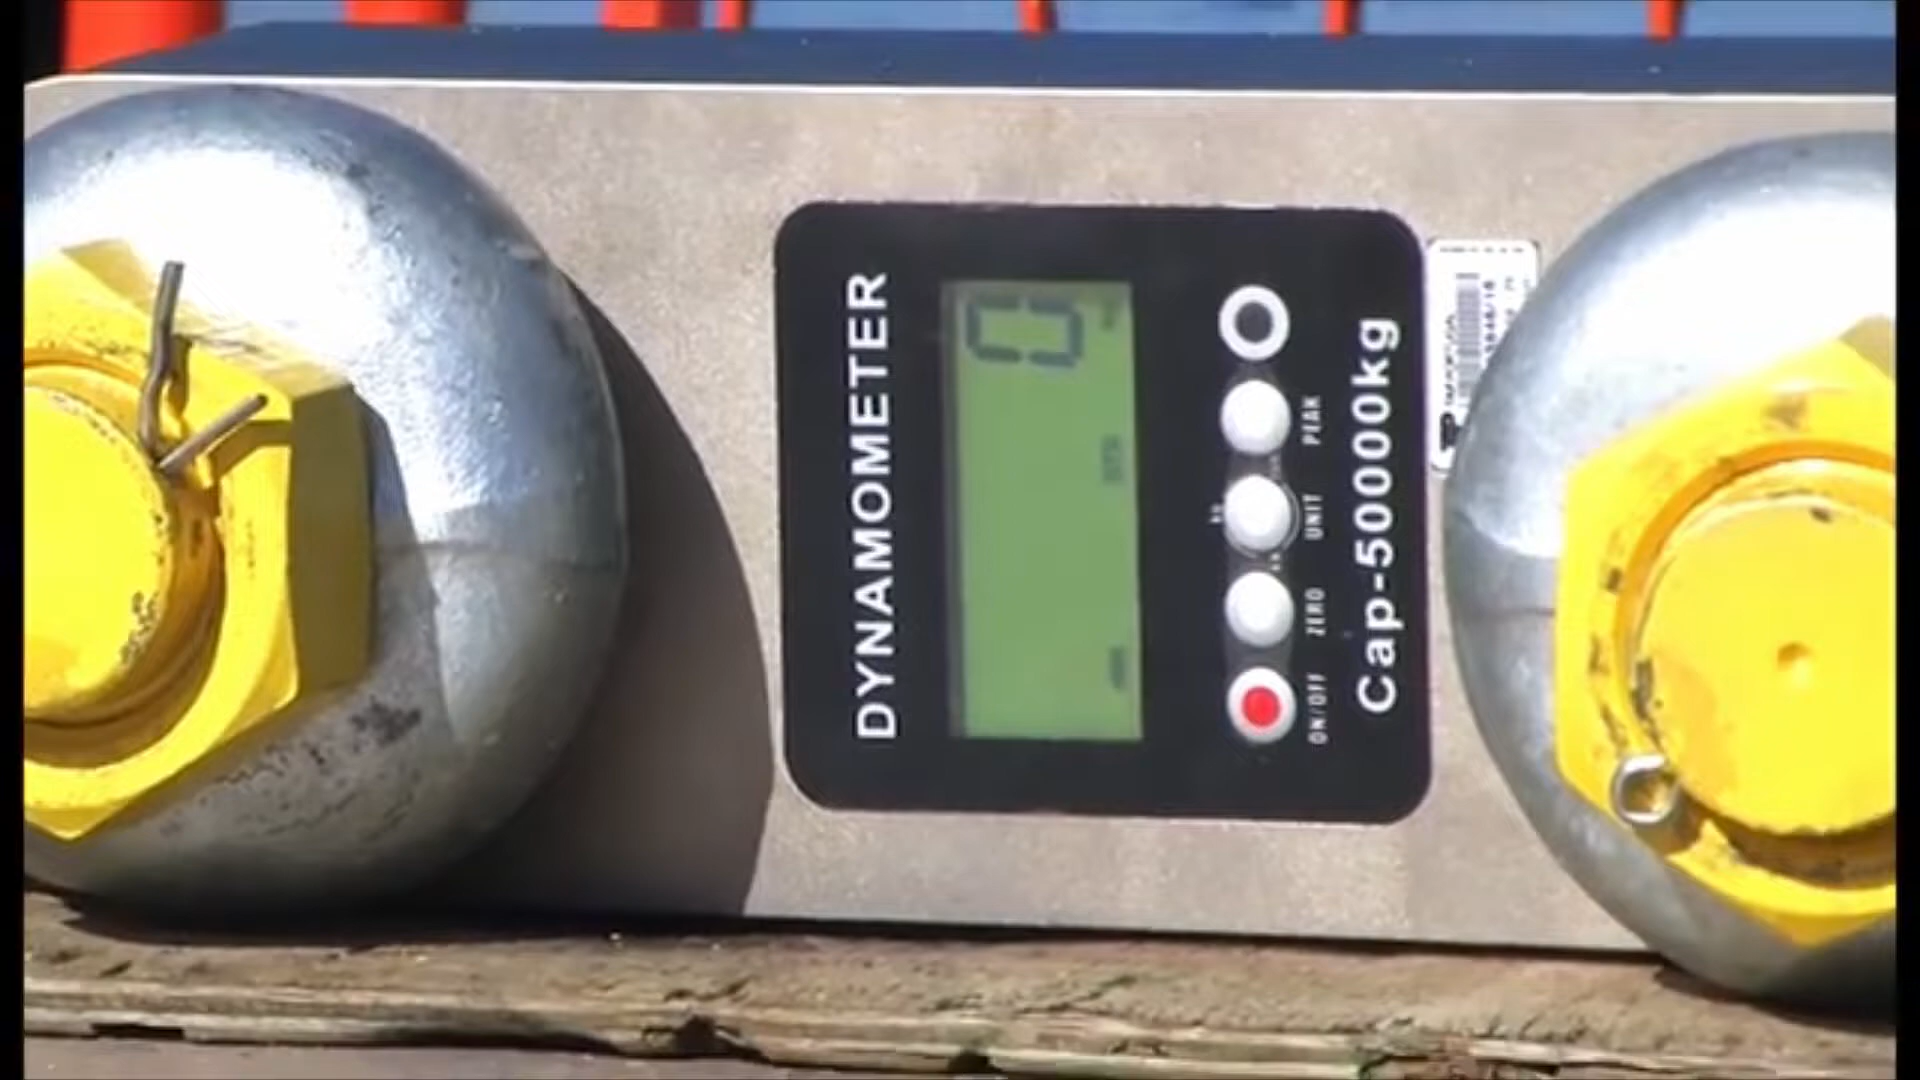 DYNAMOMETER
0
PEAK
UNIT
ZERO
ON/OFF
Cap-50000kg